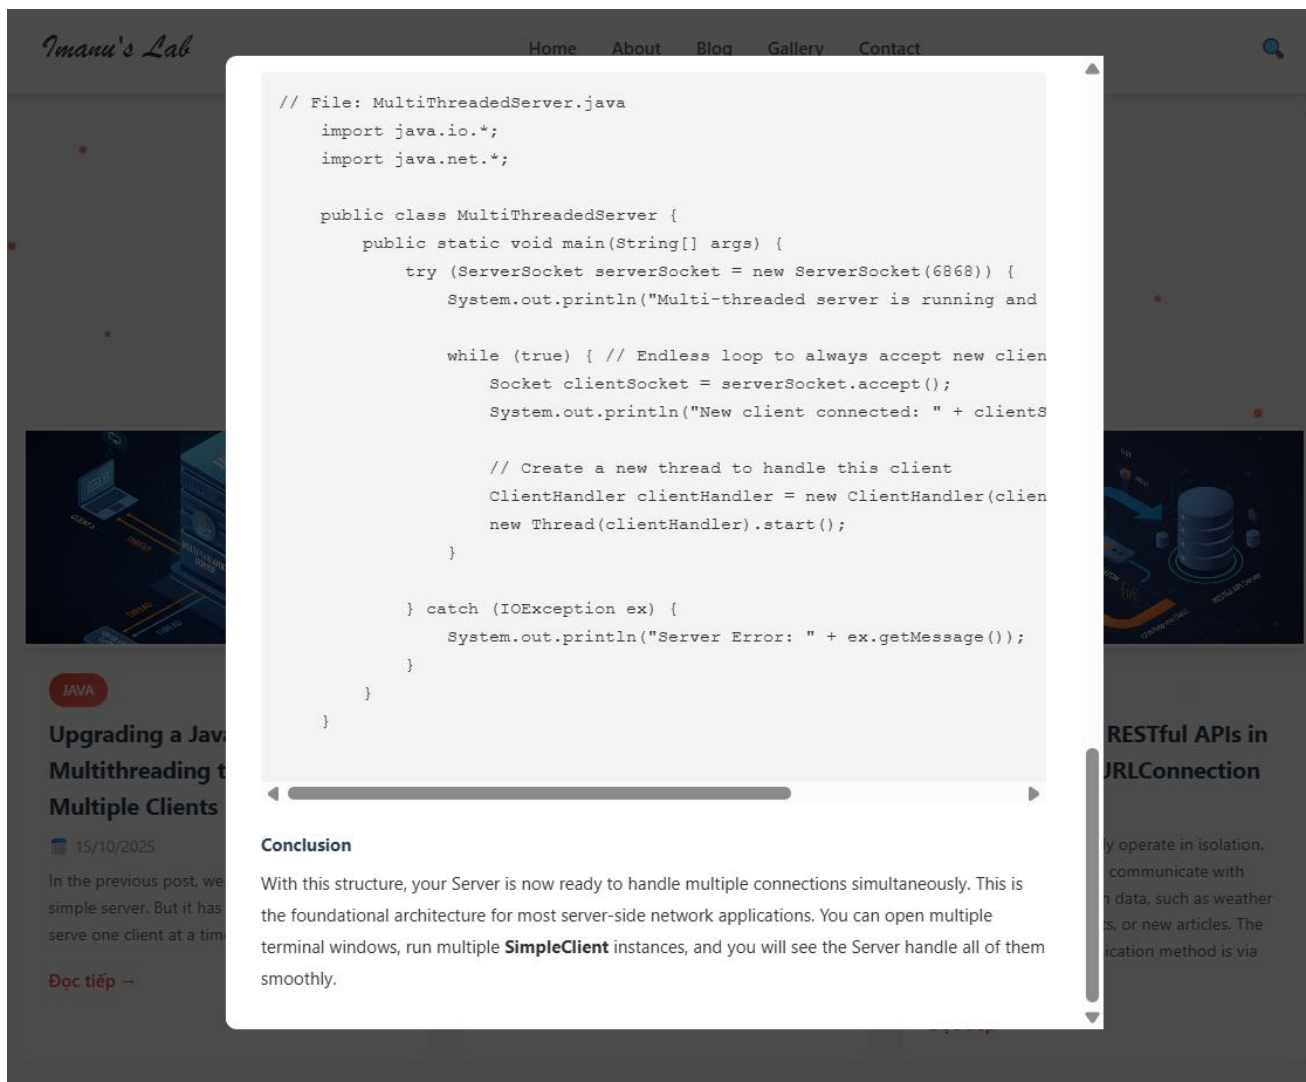 Imanu's Lab
Home About Blog Gallery Contact
// File: MultiThreadedServer.java
import java.io.*;
import java.net.*;
public class MultiThreadedServer {
public static void main(String[] args) {
try (ServerSocket serverSocket = new ServerSocket(6868)) {
System.out.println("Multi-threaded server is running and
while (true) { // Endless loop to always accept new clien
Socket clientSocket = serverSocket.accept();
System.out.println("New client connected: " + clientS
// Create a new thread to handle this client
ClientHandler clientHandler = new ClientHandler(clien
new Thread(clientHandler).start();
}
} catch (IOException ex) {
System.out.println("Server Error: " + ex.getMessage());
}
}
}
Conclusion
With this structure, your Server is now ready to handle multiple connections simultaneously. This is
the foundational architecture for most server-side network applications. You can open multiple
terminal windows, run multiple SimpleClient instances, and you will see the Server handle all of them
smoothly.
JAVA
Upgrading a Jav
Multithreading t
Multiple Clients
15/10/2025
In the previous post, we
simple server. But it has
serve one client at a tim
Đọc tiếp →
RESTful APIs in
URLConnection
ly operate in isolation.
communicate with
data, such as weather
or new articles. The
ication method is via